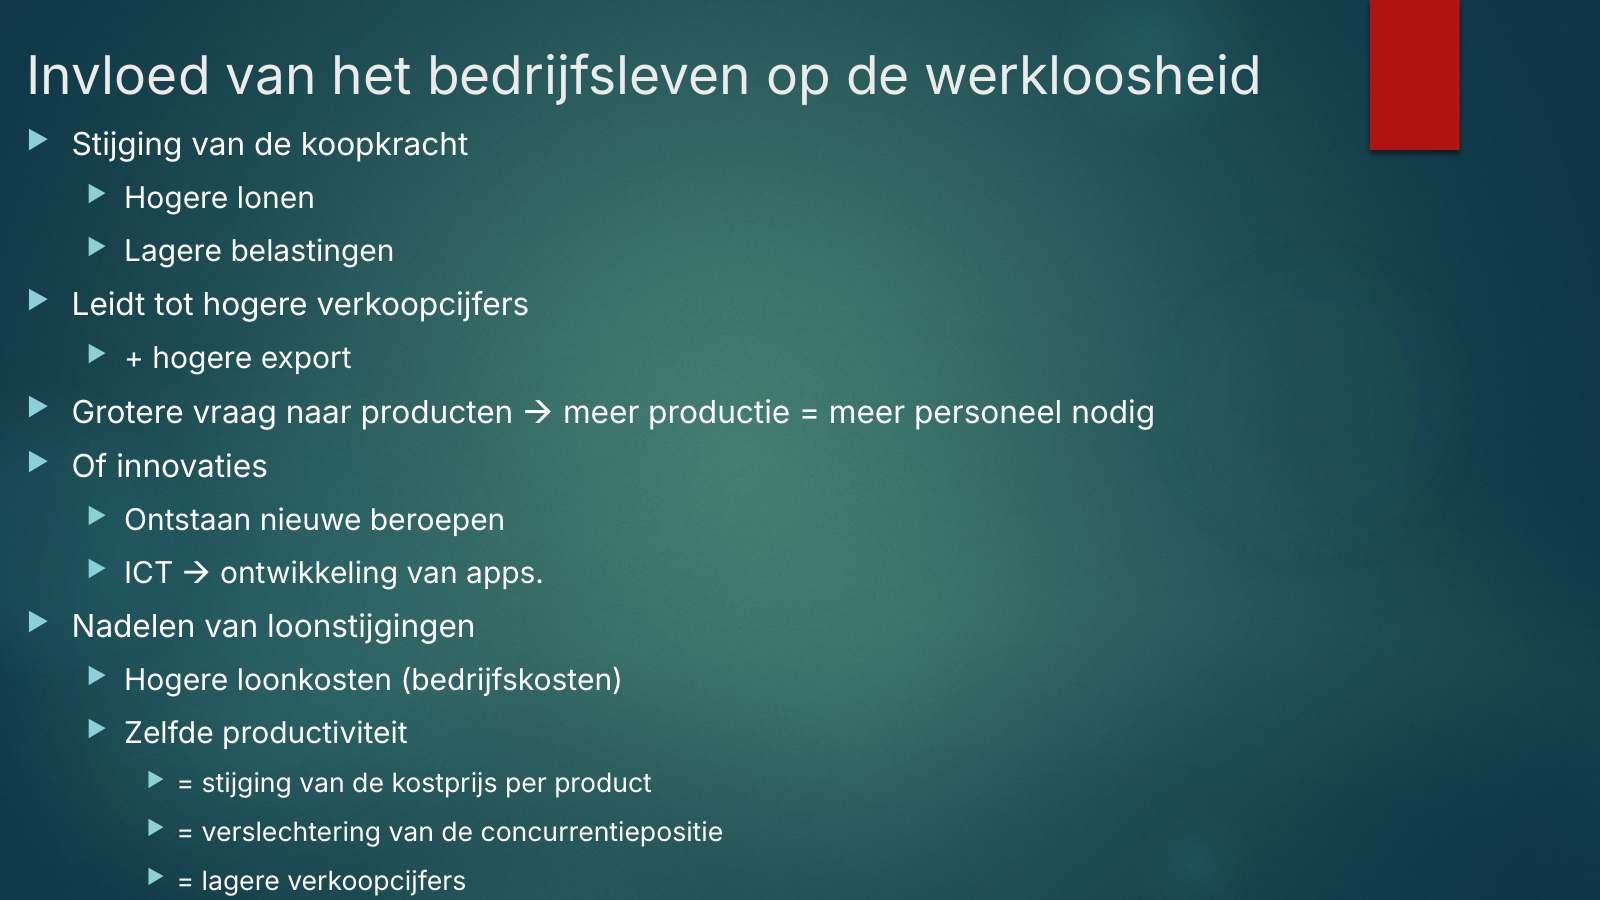 Invloed van het bedrijfsleven op de werkloosheid
Stijging van de koopkracht
Hogere lonen
Lagere belastingen
Leidt tot hogere verkoopcijfers
+ hogere export
Grotere vraag naar producten → meer productie = meer personeel nodig
Of innovaties
Ontstaan nieuwe beroepen
ICT → ontwikkeling van apps.
Nadelen van loonstijgingen
Hogere loonkosten (bedrijfskosten)
Zelfde productiviteit
= stijging van de kostprijs per product
= verslechtering van de concurrentiepositie
= lagere verkoopcijfers